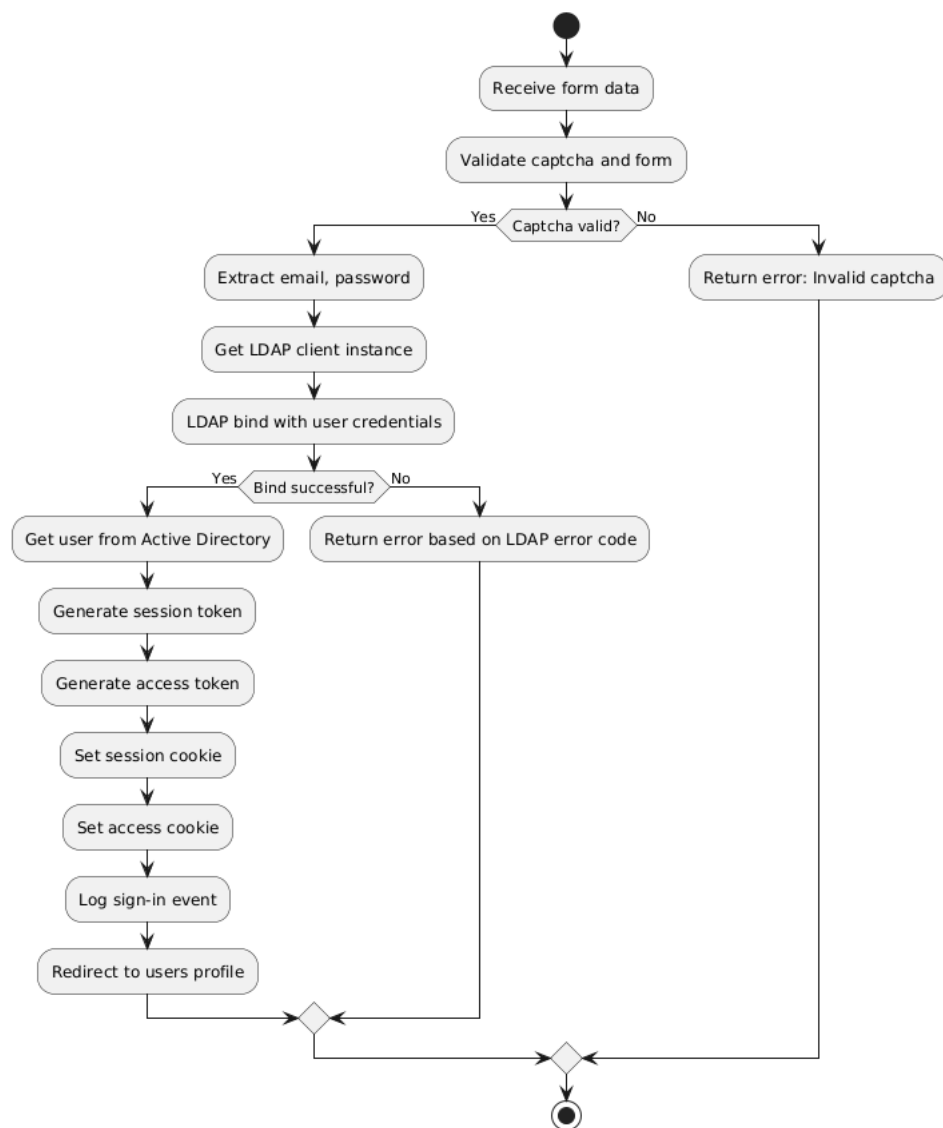 Receive form data
Validate captcha and form
Yes
Captcha valid?
No
Extract email, password
Return error: Invalid captcha
Get LDAP client instance
LDAP bind with user credentials
Yes
Bind successful?
No
Get user from Active Directory
Return error based on LDAP error code
Generate session token
Generate access token
Set session cookie
Set access cookie
Log sign-in event
Redirect to users profile